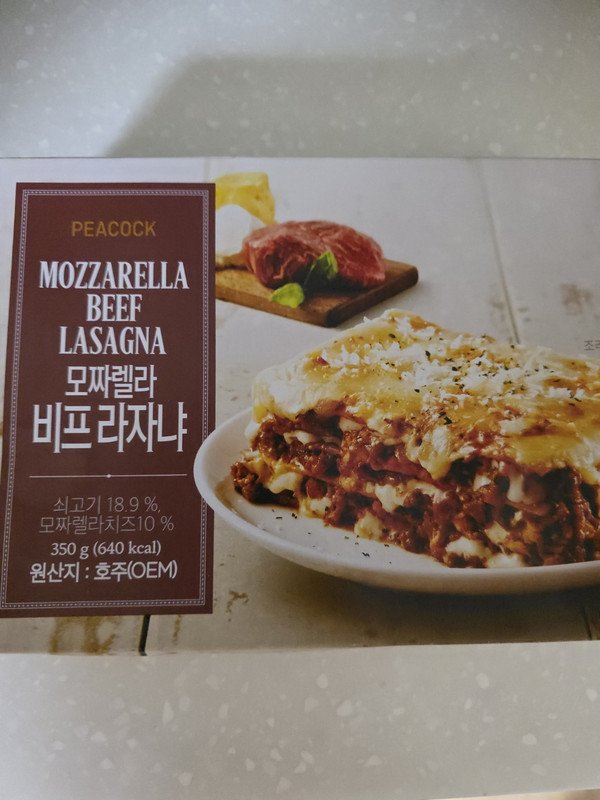 PEACOCK
MOZZARELLA
BEEF
LASAGNA
모짜렐라
비프 라자냐
쇠고기 18.9 %,
모짜렐라치즈10 %
350 g (640 kcal)
원산지 : 호주(OEM)